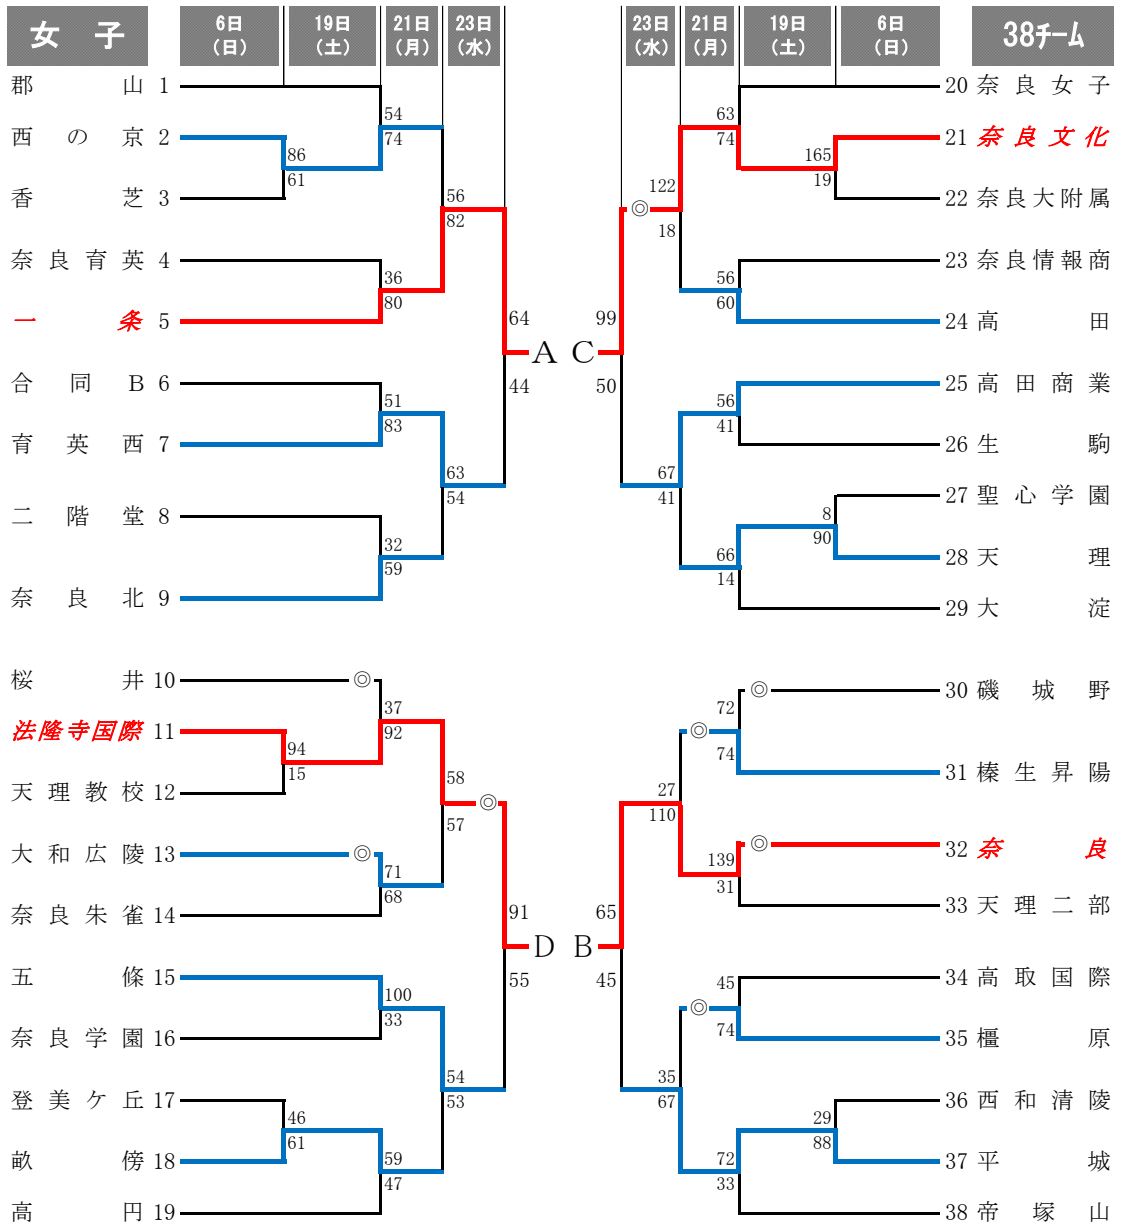 女 子
6日
(日)
19日
(土)
21日
(月)
23日
(水)
23日
(水)
21日
(月)
19日
(土)
6日
(日)
38チーム
郡山 1
西の京 2
香芝 3
奈良育英 4
一条 5
合同B 6
育英西 7
二階堂 8
奈良北 9
86
61
54
74
36
80
51
83
32
59
56
82
63
54
64
44
A
桜井 10
法隆寺国際 11
天理教校 12
大和広陵 13
奈良朱雀 14
五條 15
奈良学園 16
登美ケ丘 17
畝傍 18
高円 19
◎
94
15
37
92
◎
71
68
100
33
46
61
59
47
58
57
◎
54
53
91
55
D
20 奈良女子
21 奈良文化
22 奈良大附属
23 奈良情報商
24 高田
25 高田商業
26 生駒
27 聖心学園
28 天理
29 大淀
165
19
63
74
56
60
56
41
8
90
66
14
122
18
◎
67
41
99
50
C
30 磯城野
31 榛生昇陽
32 奈良
33 天理二部
34 高取国際
35 橿原
36 西和清陵
37 平城
38 帝塚山
◎
72
74
◎
◎
139
31
27
110
45
74
◎
29
88
72
33
35
67
65
45
B